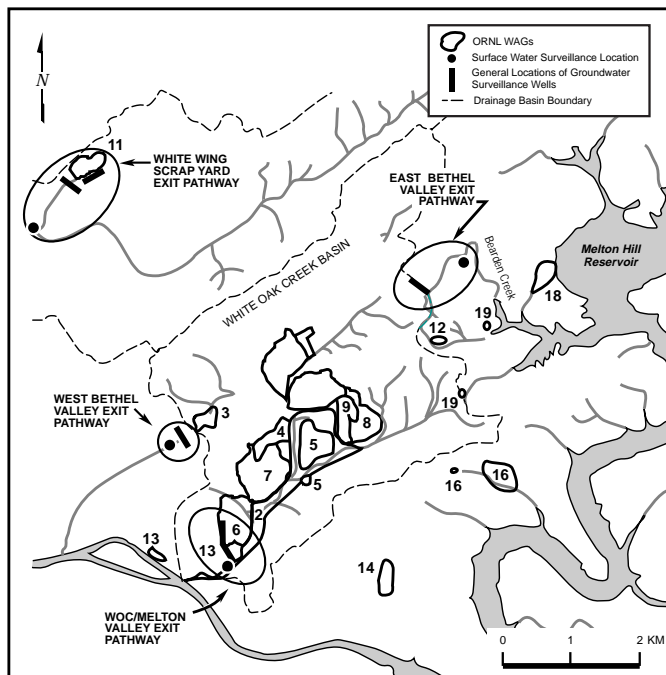 ORNL WAGs
Surface Water Surveillance Location
General Locations of Groundwater
Surveillance Wells
Drainage Basin Boundary
N
11
WHITE WING
SCRAP YARD
EXIT PATHWAY
EAST BETHEL
VALLEY EXIT
PATHWAY
Bearden Creek
Melton Hill
Reservoir
WHITE OAK CREEK BASIN
18
12
19
19
WEST BETHEL
VALLEY EXIT
PATHWAY
3
4
9
8
5
7
5
2
6
13
13
16
16
14
WOC/MELTON
VALLEY EXIT
PATHWAY
0 1 2 KM